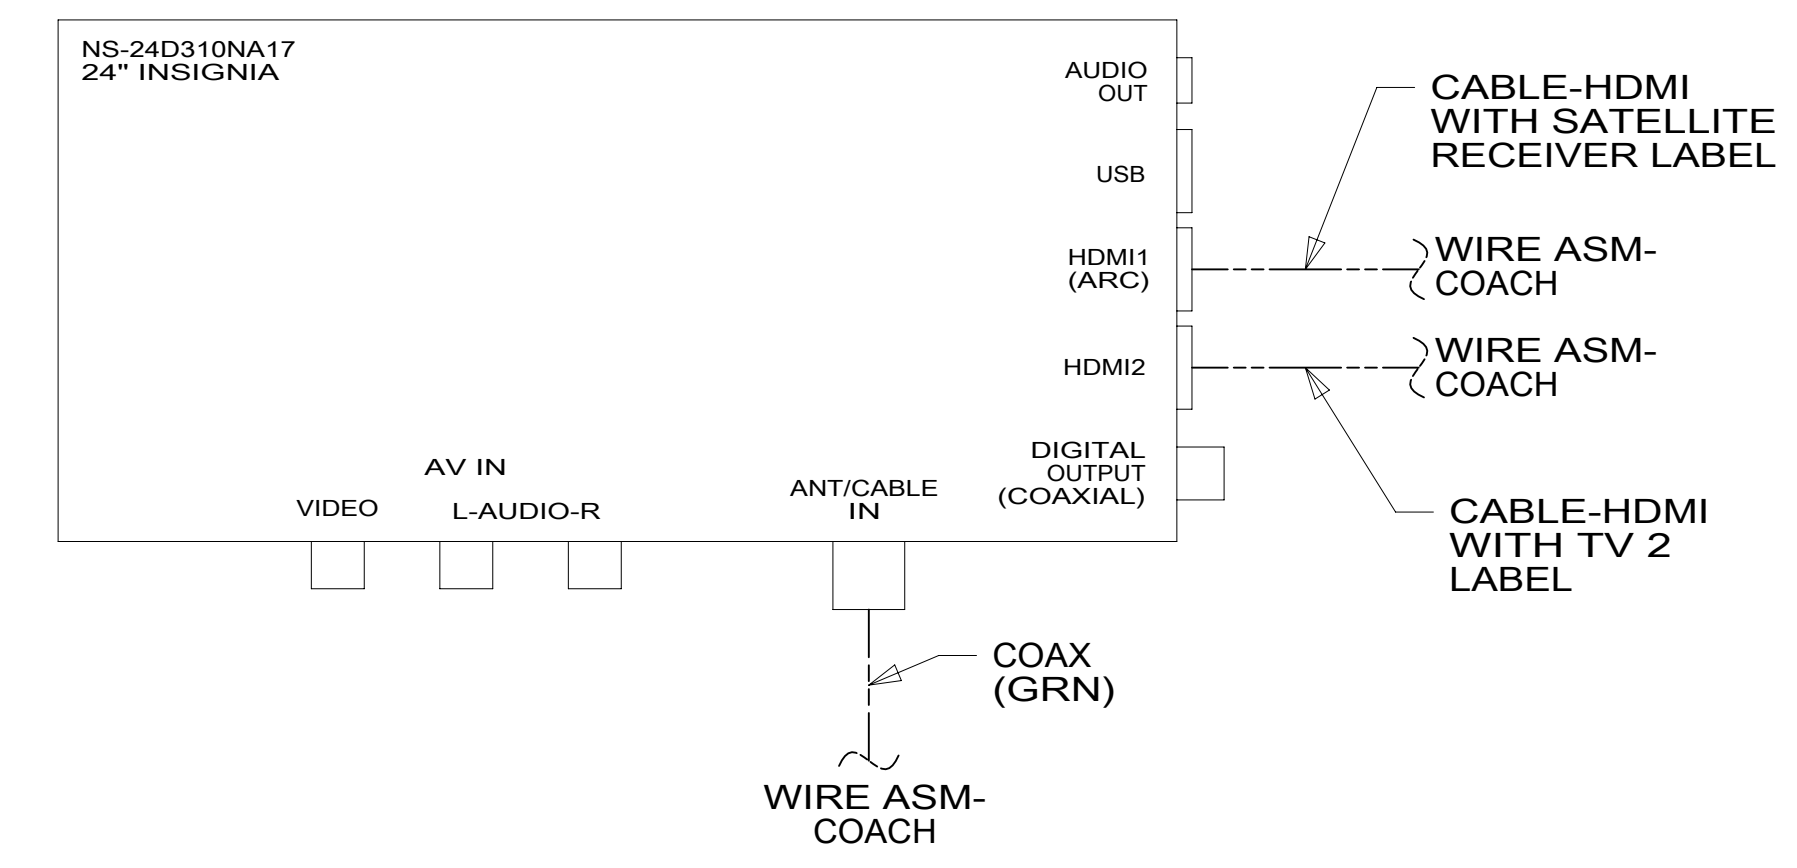 NS-24D310NA17
24" INSIGNIA
AUDIO
OUT
USB
HDMI1
(ARC)
HDMI2
DIGITAL
OUTPUT
(COAXIAL)
CABLE-HDMI
WITH SATELLITE
RECEIVER LABEL
WIRE ASM-
COACH
WIRE ASM-
COACH
CABLE-HDMI
WITH TV 2
LABEL
AV IN
VIDEO
L-AUDIO-R
ANT/CABLE
IN
COAX
(GRN)
WIRE ASM-
COACH